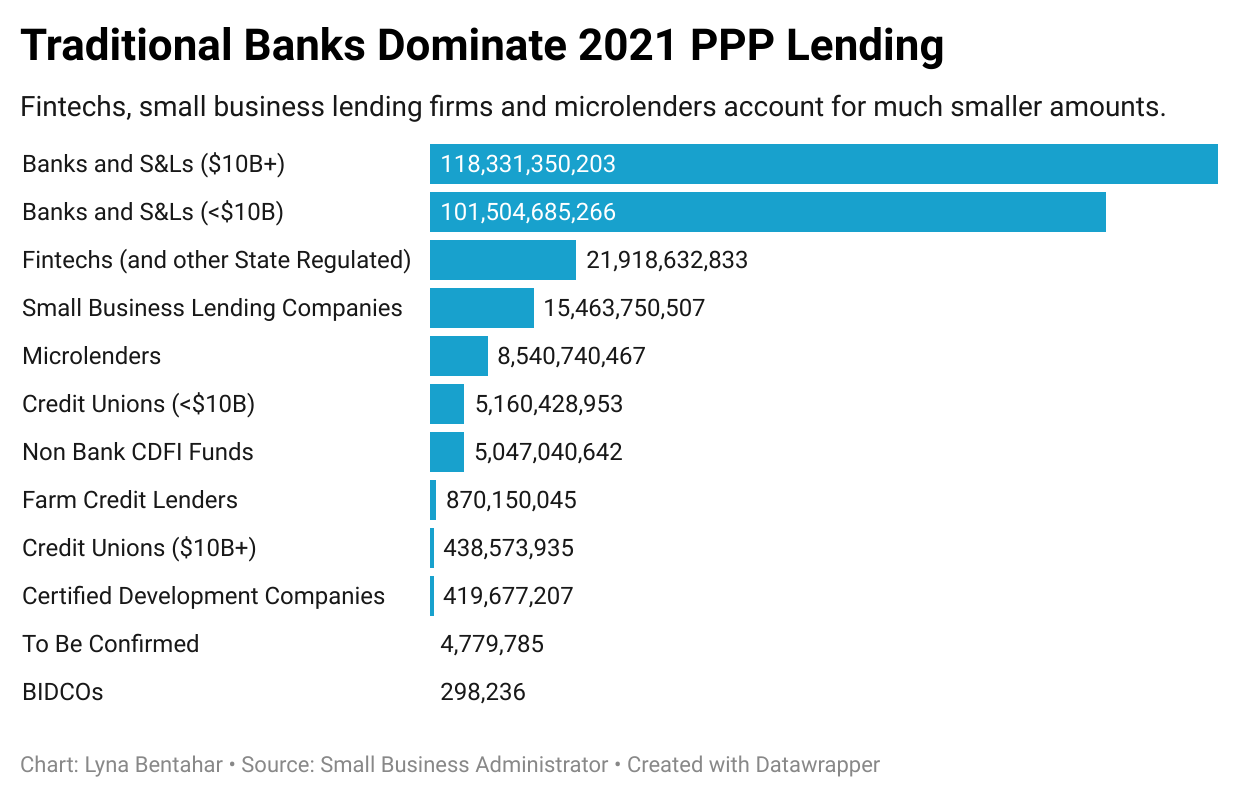 Traditional Banks Dominate 2021 PPP Lending
Fintechs, small business lending firms and microlenders account for much smaller amounts.
Banks and S&Ls ($10B+) 118,331,350,203
Banks and S&Ls (<$10B) 101,504,685,266
Fintechs (and other State Regulated) 21,918,632,833
Small Business Lending Companies 15,463,750,507
Microlenders 8,540,740,467
Credit Unions (<$10B) 5,160,428,953
Non Bank CDFI Funds 5,047,040,642
Farm Credit Lenders 870,150,045
Credit Unions ($10B+) 438,573,935
Certified Development Companies 419,677,207
To Be Confirmed 4,779,785
BIDCOs 298,236
Chart: Lyna Bentahar • Source: Small Business Administrator • Created with Datawrapper